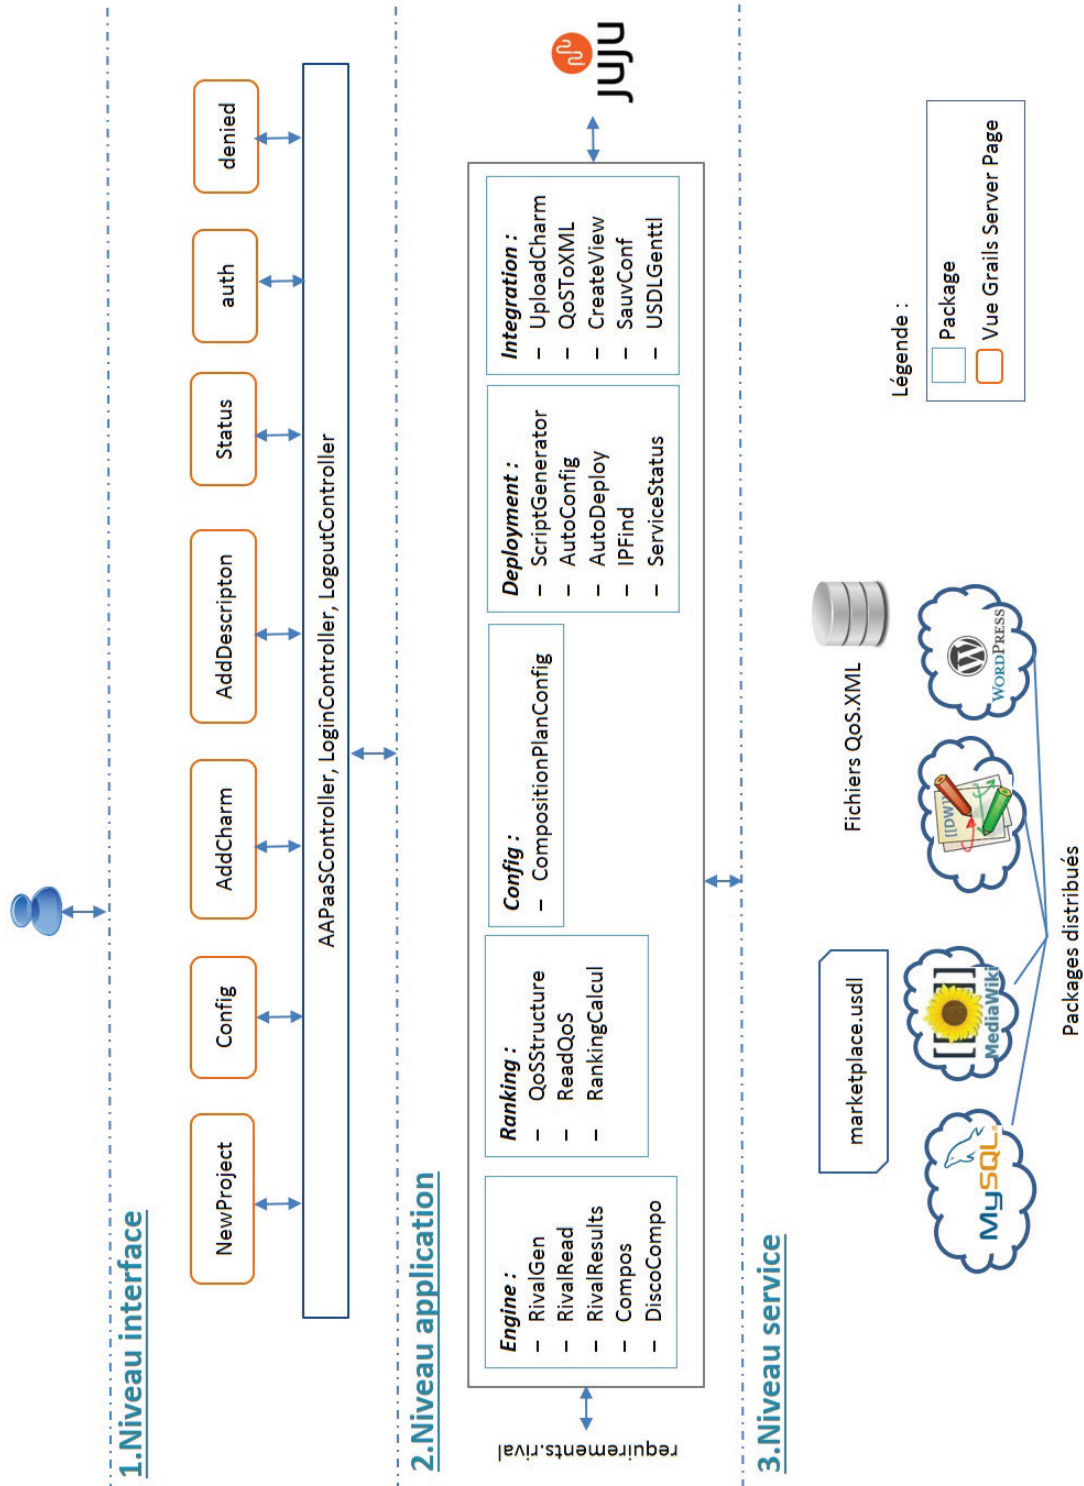 1.Niveau interface
NewProject
Config
AddCharm
AddDescripton
Status
auth
denied
AAPaaSController, LoginController, LogoutController
2.Niveau application
requirements.rival
Engine :
– RivalGen
– RivalRead
– RivalResults
– Compos
– DiscoCompo
Ranking :
– QoSStructure
– ReadQoS
– RankingCalcul
Config :
– CompositionPlanConfig
Deployment :
– ScriptGenerator
– AutoConfig
– AutoDeploy
– IPFind
– ServiceStatus
Integration :
– UploadCharm
– QoSToXML
– CreateView
– SauvConf
– USDLGenttl
juju
3.Niveau service
marketplace.usdl
Fichiers QoS.XML
MySQL
MediaWiki
[[DW]]
WORDPRESS
Packages distribués
Légende :
Package
Vue Grails Server Page